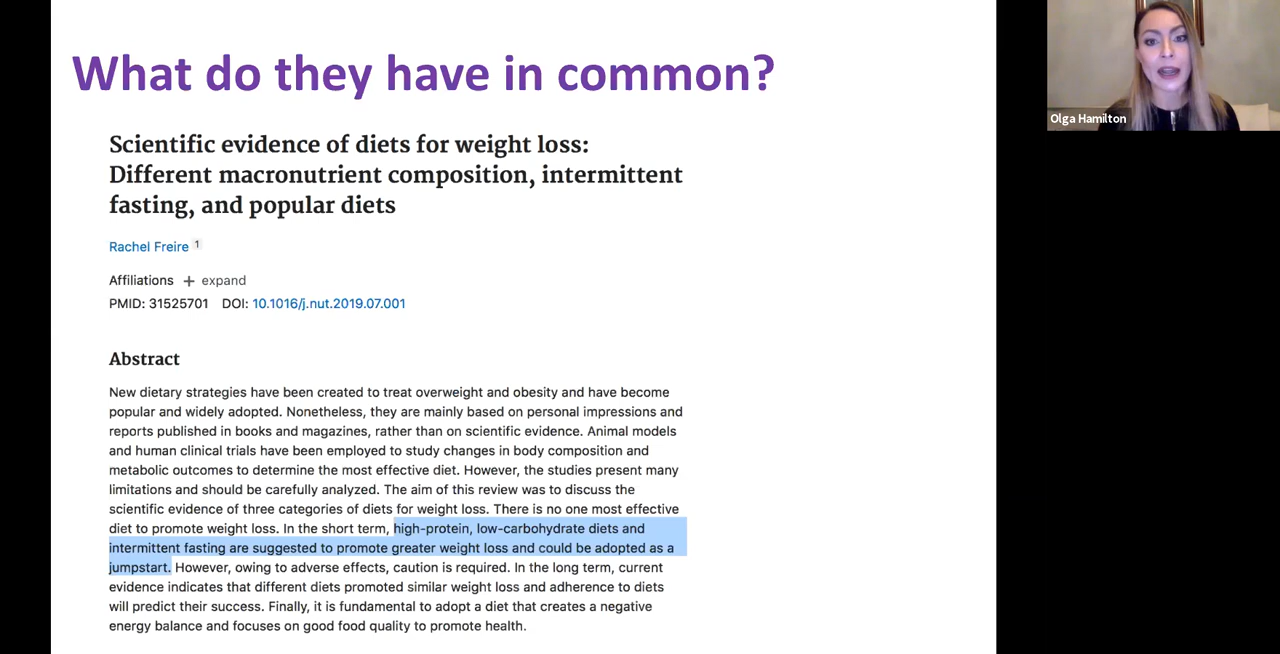 What do they have in common?
Scientific evidence of diets for weight loss:
Different macronutrient composition, intermittent
fasting, and popular diets
Rachel Freire 1
Affiliations + expand
PMID: 31525701 DOI: 10.1016/j.nut.2019.07.001
Abstract
New dietary strategies have been created to treat overweight and obesity and have become
popular and widely adopted. Nonetheless, they are mainly based on personal impressions and
reports published in books and magazines, rather than on scientific evidence. Animal models
and human clinical trials have been employed to study changes in body composition and
metabolic outcomes to determine the most effective diet. However, the studies present many
limitations and should be carefully analyzed. The aim of this review was to discuss the
scientific evidence of three categories of diets for weight loss. There is no one most effective
diet to promote weight loss. In the short term, high-protein, low-carbohydrate diets and
intermittent fasting are suggested to promote greater weight loss and could be adopted as a
jumpstart. However, owing to adverse effects, caution is required. In the long term, current
evidence indicates that different diets promoted similar weight loss and adherence to diets
will predict their success. Finally, it is fundamental to adopt a diet that creates a negative
energy balance and focuses on good food quality to promote health.
Olga Hamilton